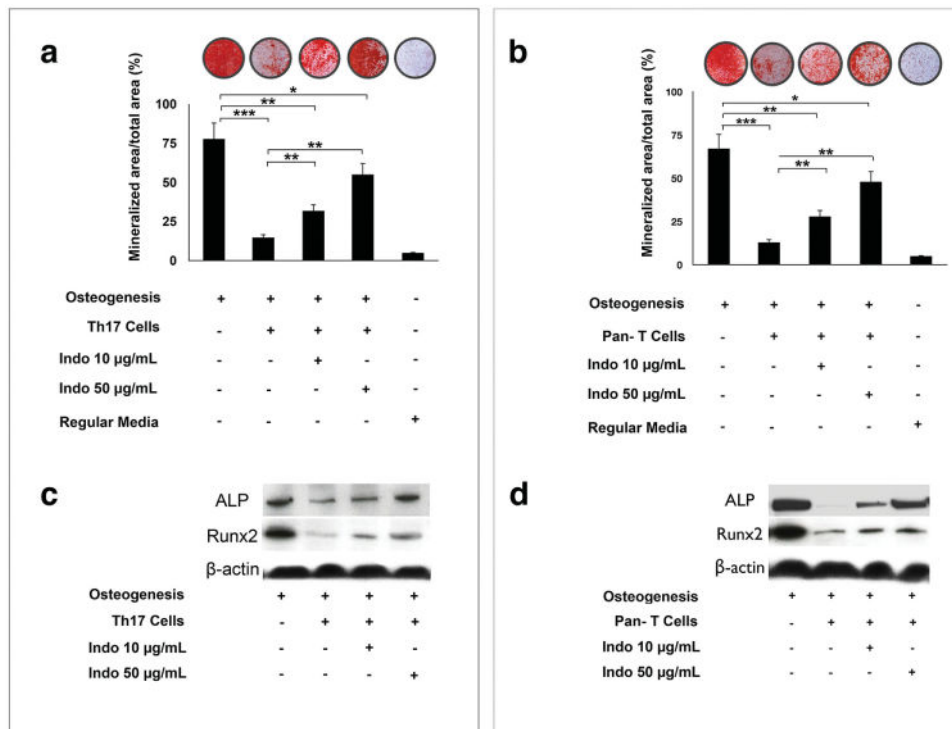 a
Mineralized area/total area (%)
100
75
50
25
0
*
**
***
**
**
Osteogenesis + + + + -
Th17 Cells - + + + -
Indo 10 µg/mL - - + - -
Indo 50 µg/mL - - - + -
Regular Media - - - - +
b
Mineralized area/total area (%)
100
75
50
25
0
*
**
***
**
**
Osteogenesis + + + + -
Pan- T Cells - + + + -
Indo 10 µg/mL - - + - -
Indo 50 µg/mL - - - + -
Regular Media - - - - +
c
ALP
Runx2
β-actin
Osteogenesis + + + +
Th17 Cells - + + +
Indo 10 µg/mL - - + -
Indo 50 µg/mL - - - +
d
ALP
Runx2
β-actin
Osteogenesis + + + +
Pan- T Cells - + + +
Indo 10 µg/mL - - + -
Indo 50 µg/mL - - - +